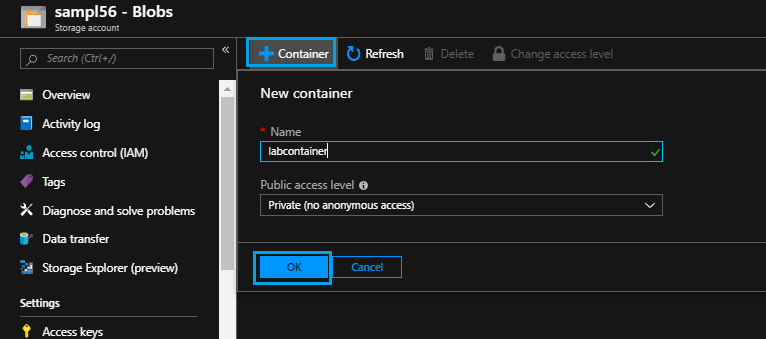 sampl56 - Blobs
Storage account
Search (Ctrl+/)
«
Overview
Activity log
Access control (IAM)
Tags
Diagnose and solve problems
Data transfer
Storage Explorer (preview)
Settings
Access keys
Container
Refresh
Delete
Change access level
New container
* Name
labcontainer
Public access level
Private (no anonymous access)
OK
Cancel